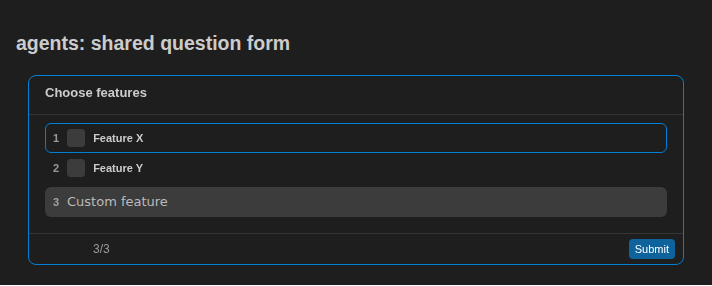 agents: shared question form
Choose features
1 Feature X
2 Feature Y
3 Custom feature
3/3 Submit